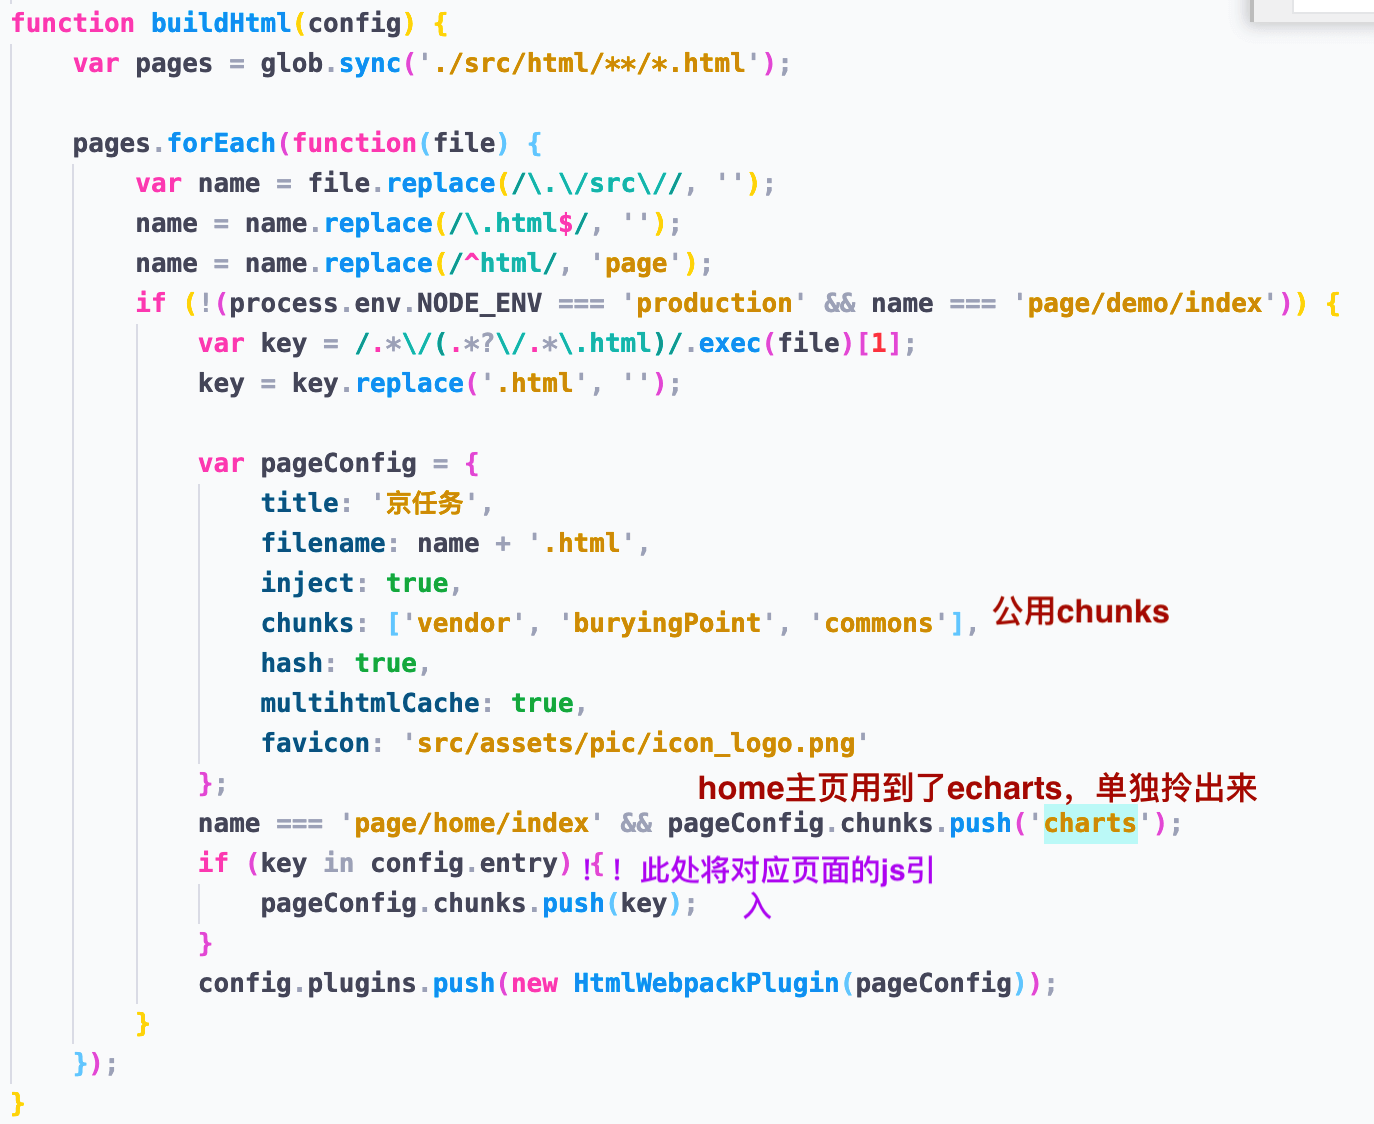 function buildHtml(config) {
    var pages = glob.sync('./src/html/**/*.html');
    pages.forEach(function(file) {
        var name = file.replace(/\.\/src\//, '');
        name = name.replace(/\.html$/, '');
        name = name.replace(/^html/, 'page');
        if (!(process.env.NODE_ENV === 'production' && name === 'page/demo/index')) {
            var key = /.*\/(.*?\/.*\.html)/.exec(file)[1];
            key = key.replace('.html', '');
            var pageConfig = {
                title: '京任务',
                filename: name + '.html',
                inject: true,
                chunks: ['vendor', 'buryingPoint', 'commons'], 公用chunks
                hash: true,
                multihtmlCache: true,
                favicon: 'src/assets/pic/icon_logo.png'
            };
home主页用到了echarts，单独拎出来
            name === 'page/home/index' && pageConfig.chunks.push('charts');
            if (key in config.entry) { ！！此处将对应页面的js引
                pageConfig.chunks.push(key); 入
            }
            config.plugins.push(new HtmlWebpackPlugin(pageConfig));
        }
    });
}